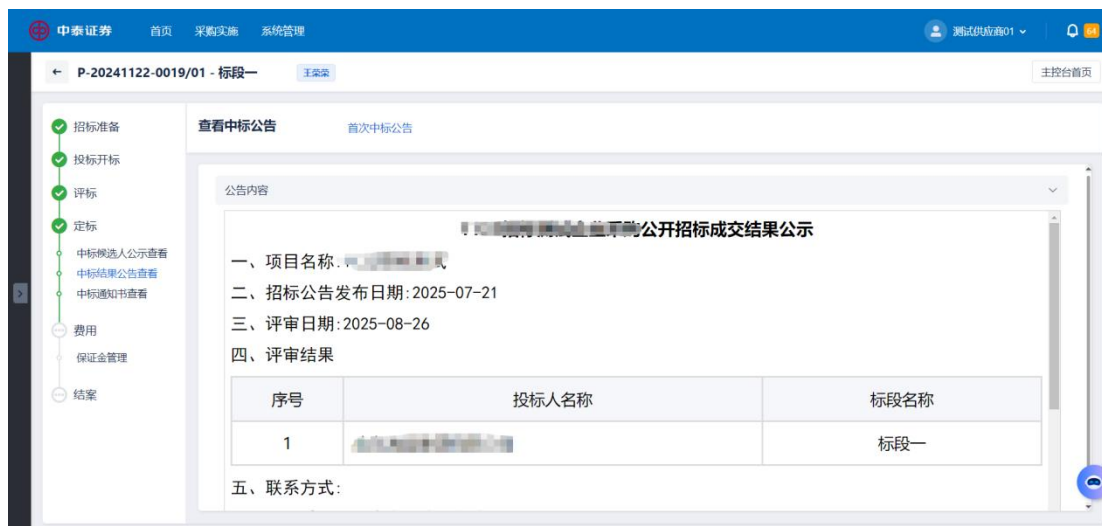 中泰证券 首页 采购实施 系统管理 测试供应商01 64
P-20241122-0019/01 - 标段一 王荣荣 主控台首页
招标准备
投标开标
评标
定标
中标候选人公示查看
中标结果公告查看
中标通知书查看
费用
保证金管理
结案
查看中标公告 首次中标公告
公告内容
公开招标成交结果公示
一、项目名称:
二、招标公告发布日期:2025-07-21
三、评审日期:2025-08-26
四、评审结果
序号 投标人名称 标段名称
1 标段一
五、联系方式: